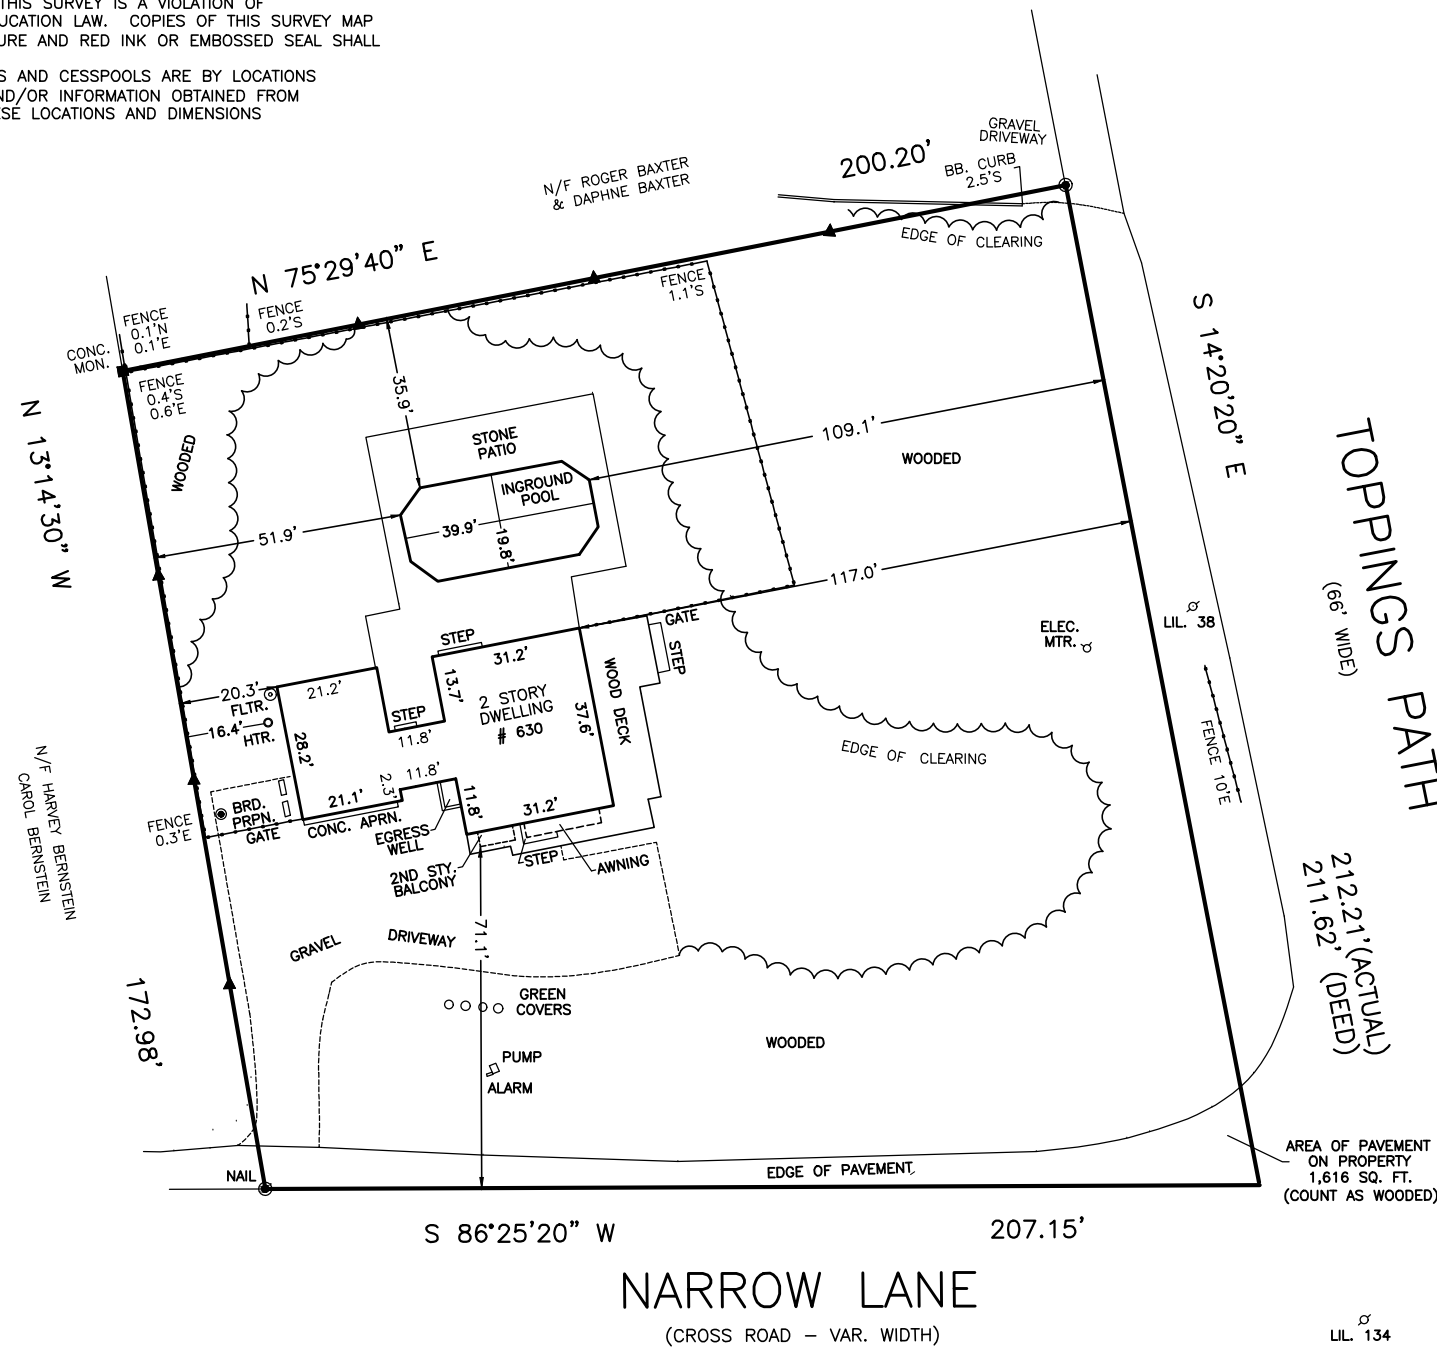 THIS SURVEY IS A VIOLATION OF
UCATION LAW. COPIES OF THIS SURVEY MAP
URE AND RED INK OR EMBOSSED SEAL SHALL
S AND CESSPOOLS ARE BY LOCATIONS
ND/OR INFORMATION OBTAINED FROM
ESE LOCATIONS AND DIMENSIONS
GRAVEL
DRIVEWAY
200.20'
BB. CURB
2.5'S
N/F ROGER BAXTER
& DAPHNE BAXTER
EDGE OF CLEARING
N 75°29'40" E
FENCE
1.1'S
FENCE
0.2'S
FENCE
0.1'N
0.1'E
CONC.
MON.
FENCE
0.4'S
0.6'E
S 14°20'20" E
N 13°14'30" W
WOODED
35.9'
STONE
PATIO
INGROUND
POOL
109.1'
WOODED
TOPPINGS PATH
(66' WIDE)
51.9'
39.9'
19.8'
117.0'
GATE
STEP
LIL. 38
ELEC.
MTR.
STEP
31.2'
13.7'
2 STORY
DWELLING
# 630
37.6'
WOOD DECK
20.3'
FLTR.
21.2'
16.4'
HTR.
STEP
11.8'
28.2'
11.8'
2.3'
FENCE 10'E
EDGE OF CLEARING
N/F HARVEY BERNSTEIN
CAROL BERNSTEIN
BRD.
PRPN.
GATE
21.1'
CONC. APRN.
11.8'
31.2'
FENCE
0.3'E
EGRESS
WELL
2ND STY.
BALCONY
STEP
AWNING
212.21'(ACTUAL)
211.62' (DEED)
GRAVEL
DRIVEWAY
71.1'
172.98'
GREEN
COVERS
WOODED
PUMP
ALARM
AREA OF PAVEMENT
ON PROPERTY
1,616 SQ. FT.
(COUNT AS WOODED)
NAIL
EDGE OF PAVEMENT
S 86°25'20" W
207.15'
NARROW LANE
(CROSS ROAD – VAR. WIDTH)
LIL. 134